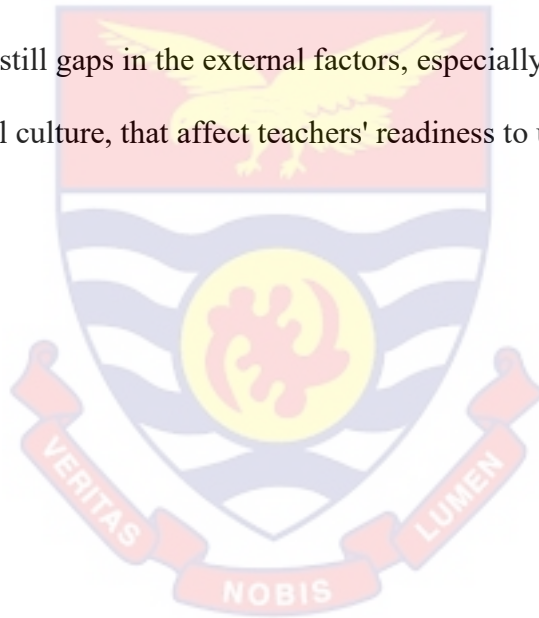 still gaps in the external factors, especially
l culture, that affect teachers' readiness to
VERITAS
NOBIS
LUMEN